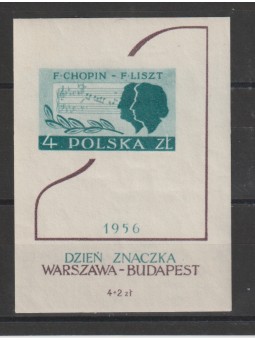 F·CHOPIN - F·LISZT
4 POLSKA ZŁ
1956
DZIEŃ ZNACZKA
WARSZAWA-BUDAPEST
4+2 zł